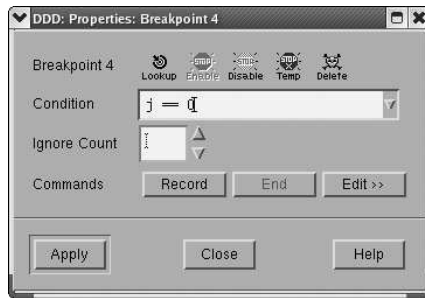 DDD: Properties: Breakpoint 4
Breakpoint 4
Lookup Enable Disable Temp Delete
Condition j == 0
Ignore Count
Commands Record End Edit >>
Apply Close Help